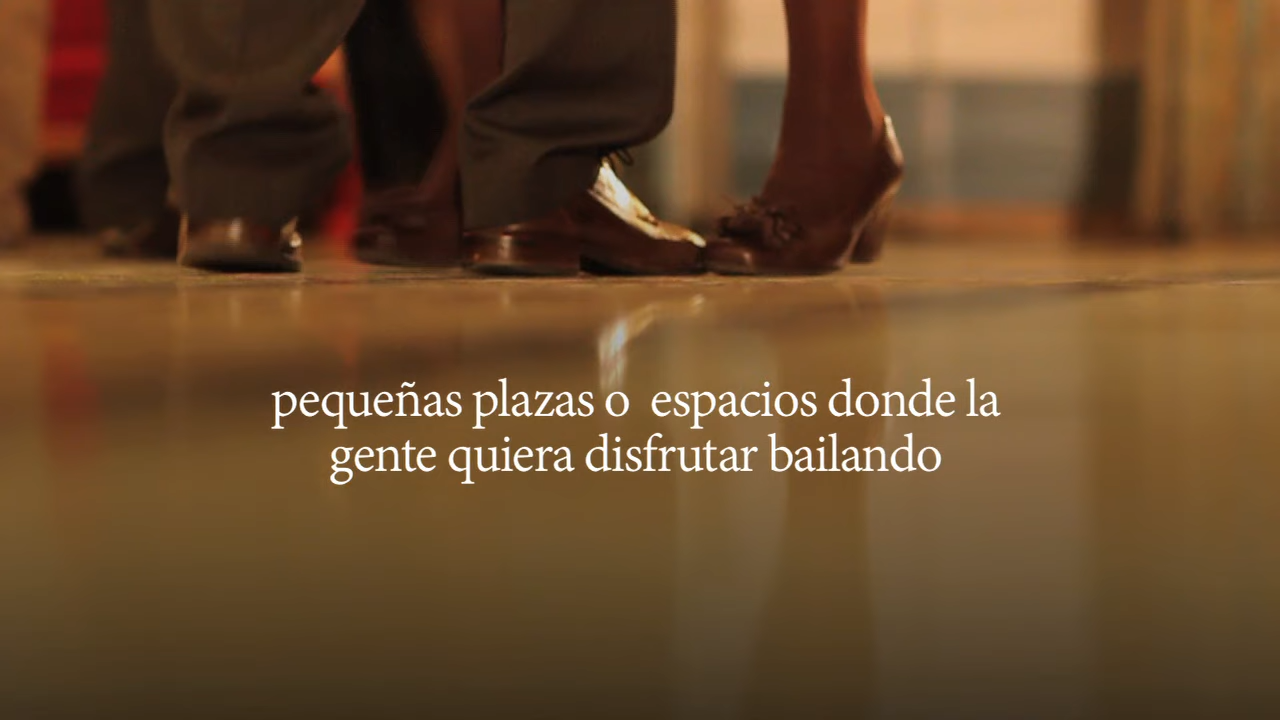 pequeñas plazas o  espacios donde la
gente quiera disfrutar bailando